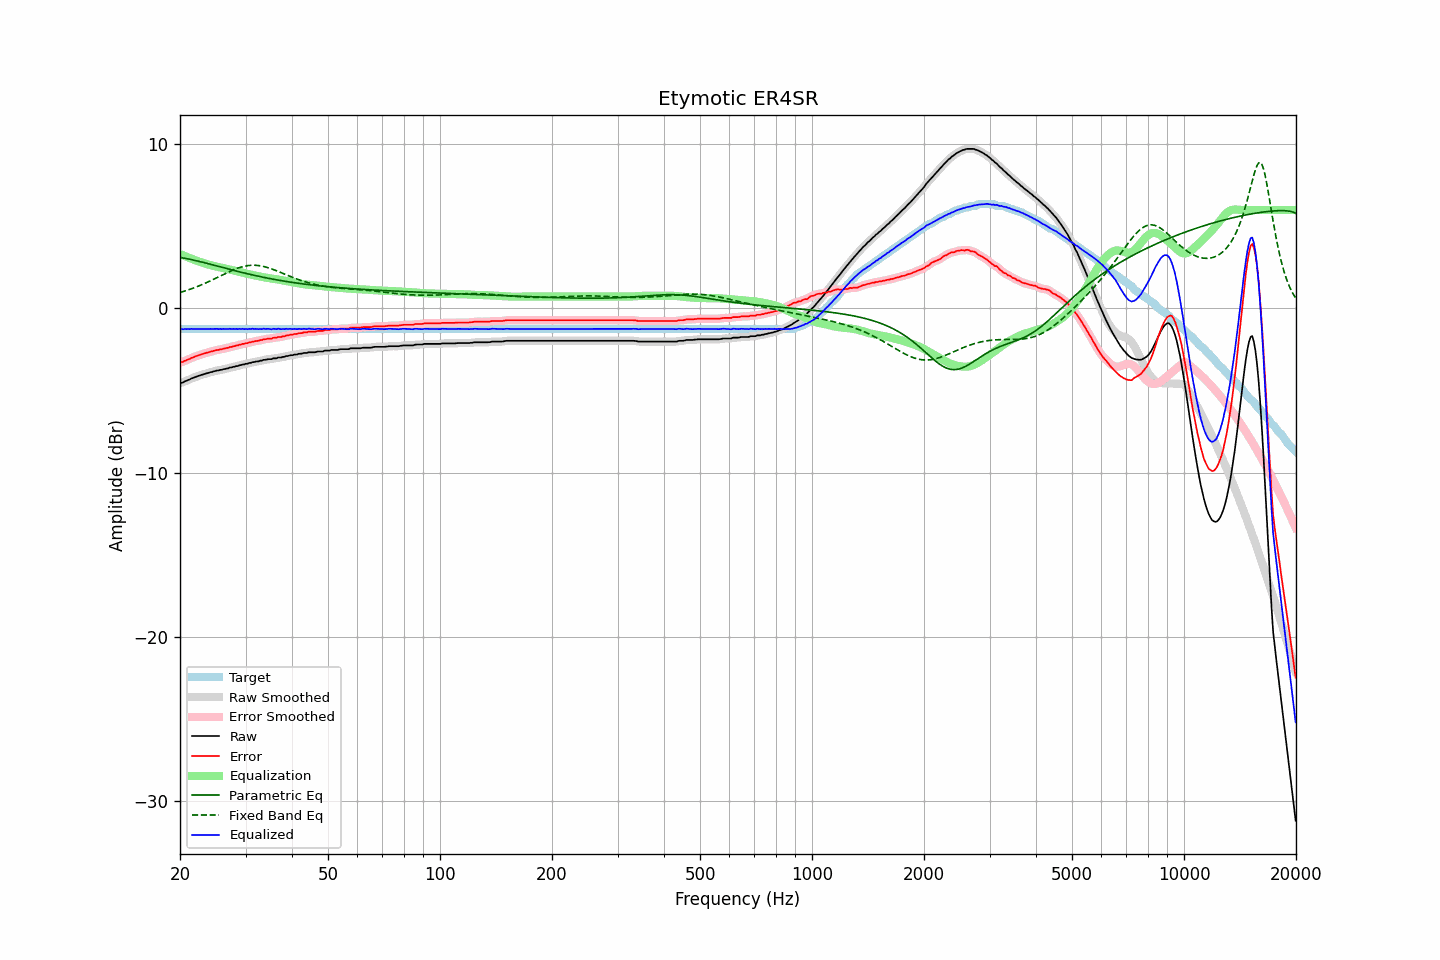 Etymotic ER4SR
10
0
−10
−20
−30
Amplitude (dBr)
Target
Raw Smoothed
Error Smoothed
Raw
Error
Equalization
Parametric Eq
Fixed Band Eq
Equalized
20 50 100 200 500 1000 2000 5000 10000 20000
Frequency (Hz)